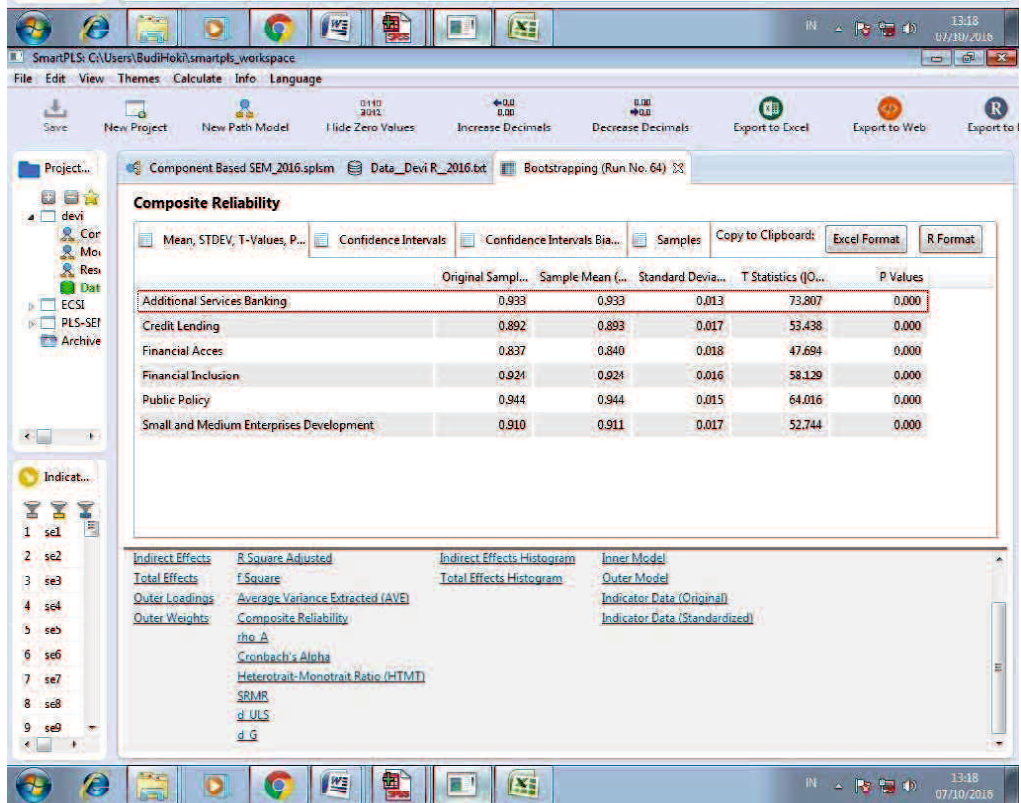 IN 13:18
07/10/2016
SmartPLS: C:\Users\BudiHoki\smartpls_workspace
File Edit View Themes Calculate Info Language
Save New Project New Path Model Hide Zero Values Increase Decimals Decrease Decimals Export to Excel Export to Web Export to
Project... Component Based SEM_2016.splsm Data__Devi R_2016.txt Bootstrapping (Run No. 64)
devi
Cor
Mo
Res
Dat
ECSI
PLS-SEM
Archive
Composite Reliability
Mean, STDEV, T-Values, P... Confidence Intervals Confidence Intervals Bia... Samples Copy to Clipboard: Excel Format R Format
Original Sampl... Sample Mean (... Standard Devia... T Statistics (|O... P Values
Additional Services Banking 0.933 0.933 0.013 73.807 0.000
Credit Lending 0.892 0.893 0.017 53.438 0.000
Financial Acces 0.837 0.840 0.018 47.694 0.000
Financial Inclusion 0.924 0.924 0.016 58.129 0.000
Public Policy 0.944 0.944 0.015 64.016 0.000
Small and Medium Enterprises Development 0.910 0.911 0.017 52.744 0.000
Indicat...
1 se1
2 se2
3 se3
4 se4
5 se5
6 se6
7 se7
8 se8
9 se9
Indirect Effects R Square Adjusted Indirect Effects Histogram Inner Model
Total Effects f Square Total Effects Histogram Outer Model
Outer Loadings Average Variance Extracted (AVE) Indicator Data (Original)
Outer Weights Composite Reliability Indicator Data (Standardized)
rho_A
Cronbach's Alpha
Heterotrait-Monotrait Ratio (HTMT)
SRMR
d_ULS
d_G
IN 13:18
07/10/2016